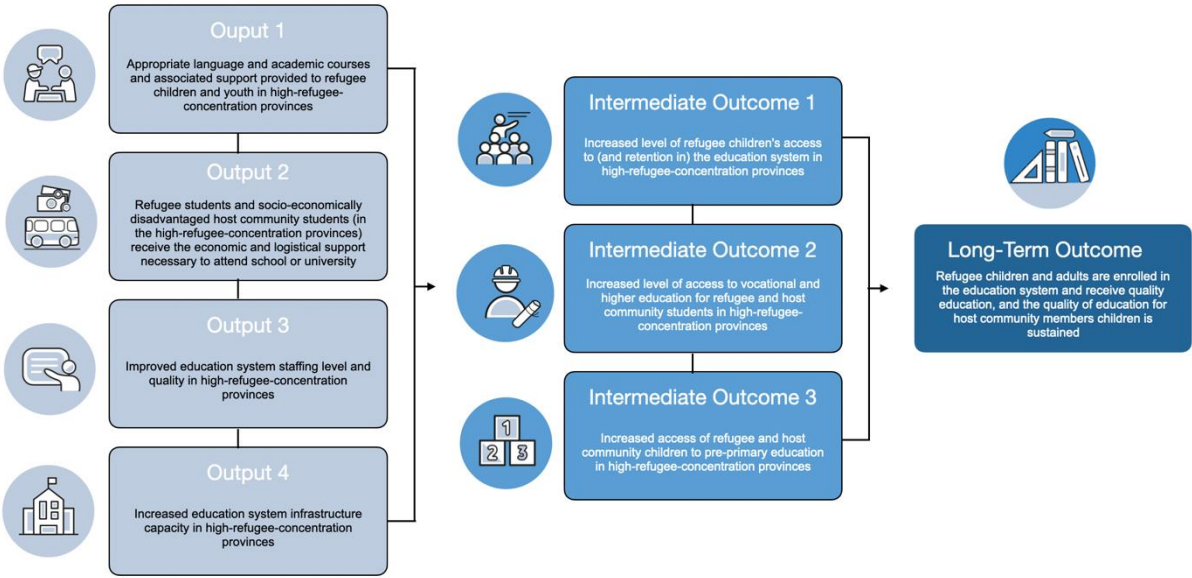 Ouput 1
Appropriate language and academic courses
and associated support provided to refugee
children and youth in high-refugee-
concentration provinces
Output 2
Refugee students and socio-economically
disadvantaged host community students (in
the high-refugee-concentration provinces)
receive the economic and logistical support
necessary to attend school or university
Output 3
Improved education system staffing level and
quality in high-refugee-concentration
provinces
Output 4
Increased education system infrastructure
capacity in high-refugee-concentration
provinces
Intermediate Outcome 1
Increased level of refugee children's access
to (and retention in) the education system in
high-refugee-concentration provinces
Intermediate Outcome 2
Increased level of access to vocational and
higher education for refugee and host
community students in high-refugee-
concentration provinces
1
2 3
Intermediate Outcome 3
Increased access of refugee and host
community children to pre-primary education
in high-refugee-concentration provinces
Long-Term Outcome
Refugee children and adults are enrolled in
the education system and receive quality
education, and the quality of education for
host community members children is
sustained